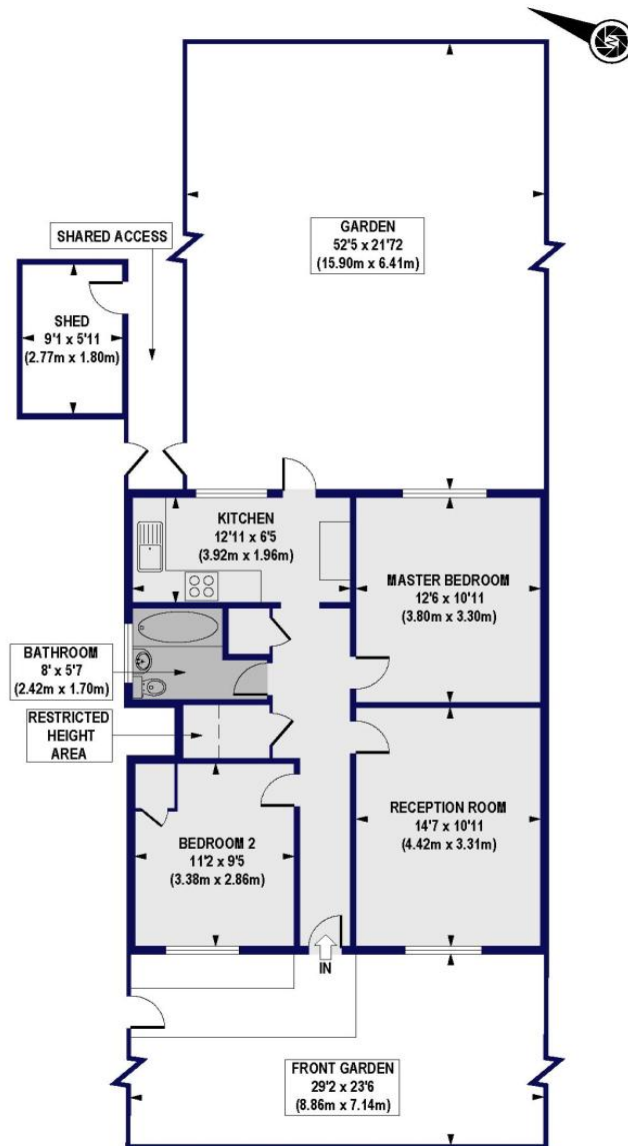 GARDEN
52'5 x 21'72
(15.90m x 6.41m)
SHARED ACCESS
SHED
9'1 x 5'11
(2.77m x 1.80m)
KITCHEN
12'11 x 6'5
(3.92m x 1.96m)
MASTER BEDROOM
12'6 x 10'11
(3.80m x 3.30m)
BATHROOM
8' x 5'7
(2.42m x 1.70m)
RESTRICTED
HEIGHT
AREA
RECEPTION ROOM
14'7 x 10'11
(4.42m x 3.31m)
BEDROOM 2
11'2 x 9'5
(3.38m x 2.86m)
IN
FRONT GARDEN
29'2 x 23'6
(8.86m x 7.14m)